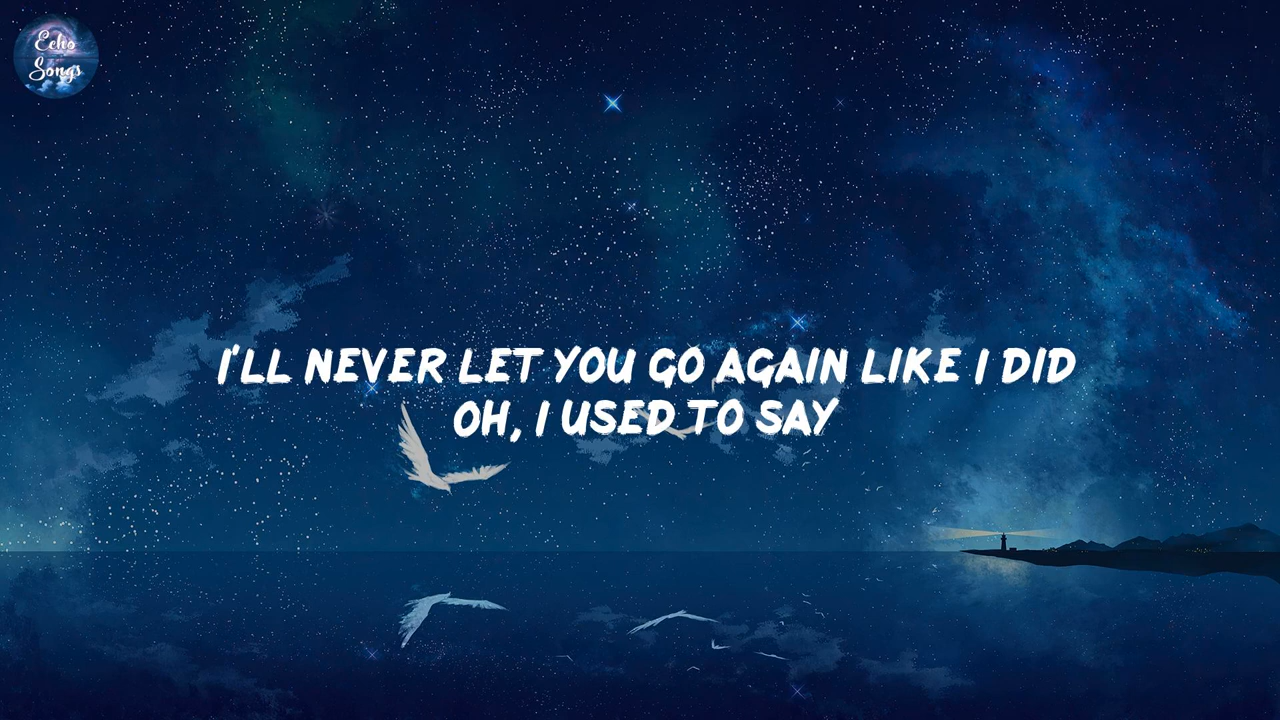 Echo
Songs
I'LL NEVER LET YOU GO AGAIN LIKE I DID
OH, I USED TO SAY